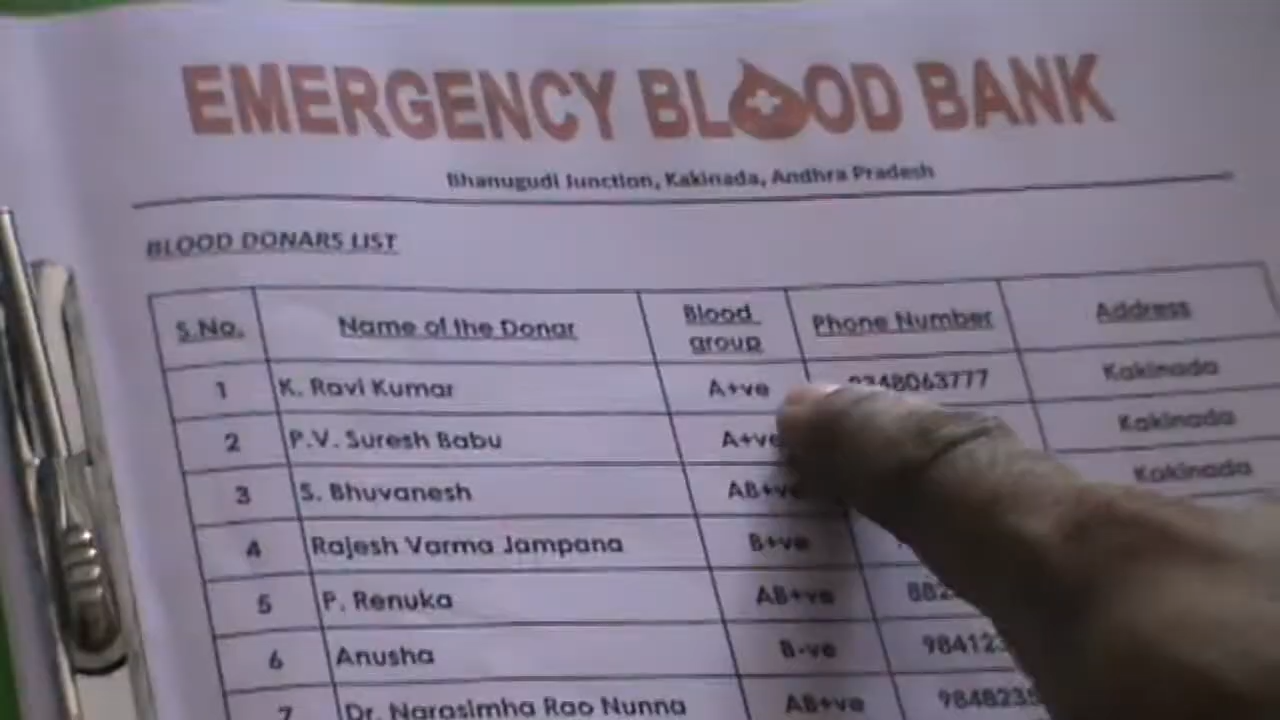 EMERGENCY BLOOD BANK
Bhanugudi Junction, Kakinada, Andhra Pradesh
BLOOD DONARS LIST
S.No. Name of the Donar Blood group Phone Number Address
1 K. Ravi Kumar A+ve Kakinada
2 P.V. Suresh Babu A+ve Kakinada
3 S. Bhuvanesh AB+ve Kakinada
4 Rajesh Varma Jampana B+ve
5 P. Renuka AB+ve
6 Anusha B-ve
7 Dr. Narasimha Rao Nunna AB+ve